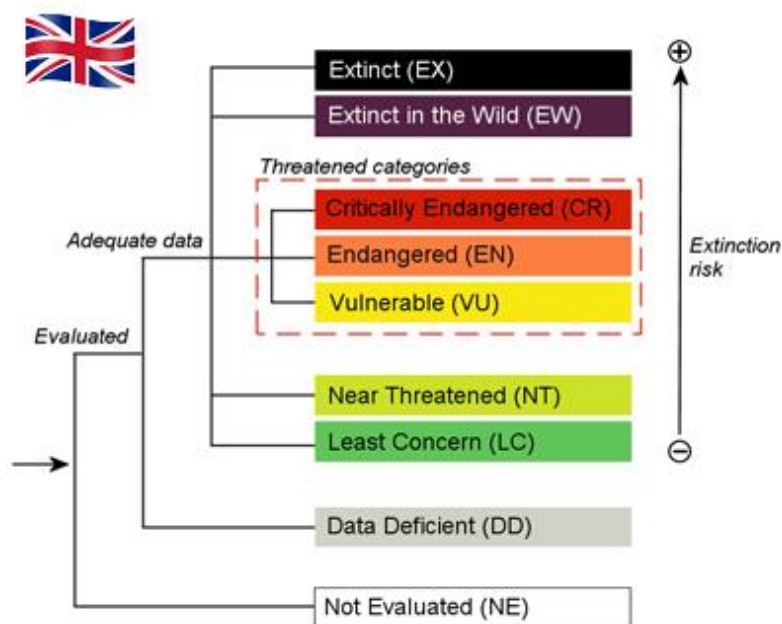 Extinct (EX)
Extinct in the Wild (EW)
Threatened categories
Critically Endangered (CR)
Adequate data
Endangered (EN)
Extinction
risk
Vulnerable (VU)
Evaluated
Near Threatened (NT)
Least Concern (LC)
Data Deficient (DD)
Not Evaluated (NE)